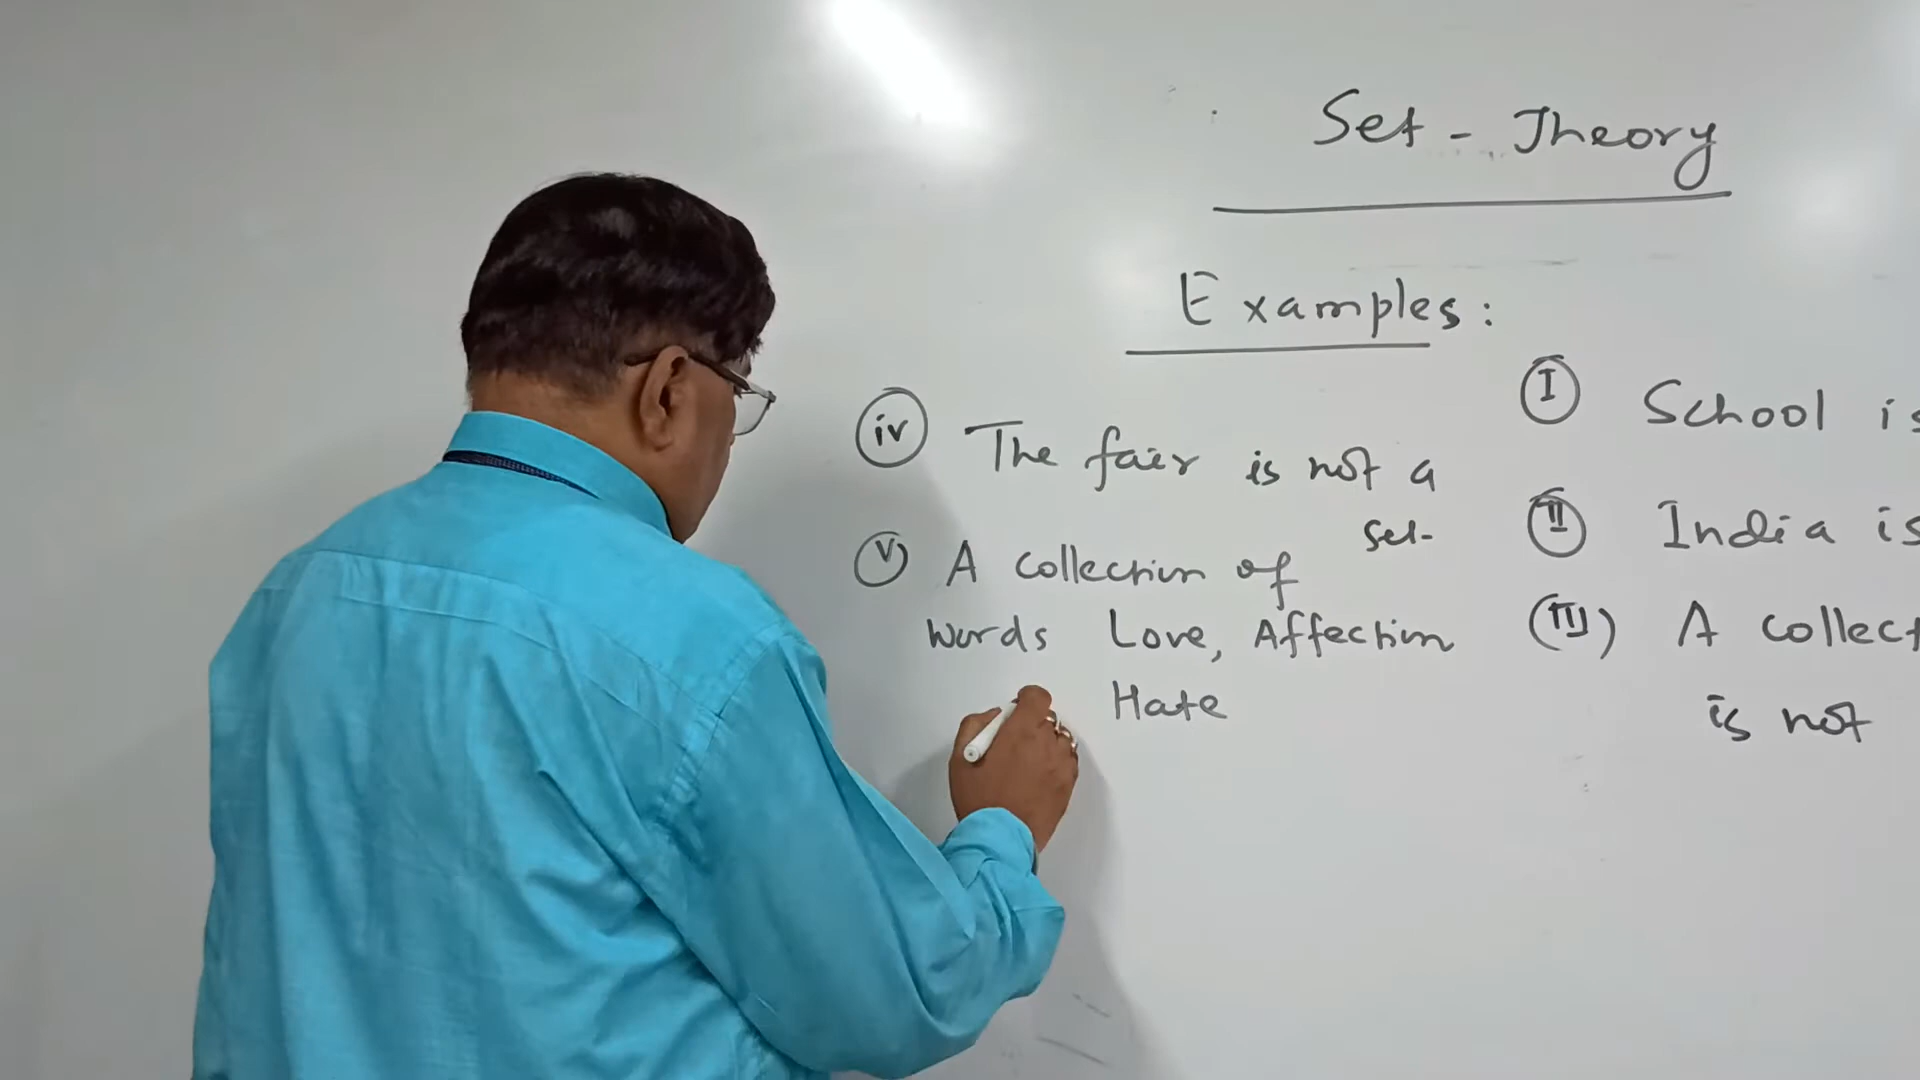 Set - Theory
Examples:
iv The fair is not a
set
v A collection of
words Love, Affection
Hate
I School is
II India is
(III) A collect
is not